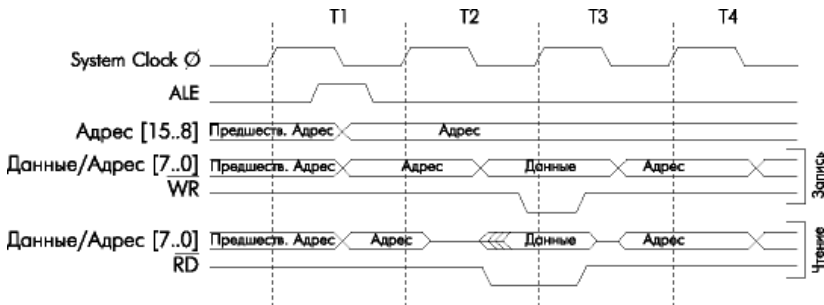 T1 T2 T3 T4
System Clock Ø
ALE
Адрес [15..8] Предшеств. Адрес Адрес
Данные/Адрес [7..0] Предшеств. Адрес Адрес Данные Адрес
WR
Запись
Данные/Адрес [7..0] Предшеств. Адрес Адрес Данные Адрес
RD
Чтение